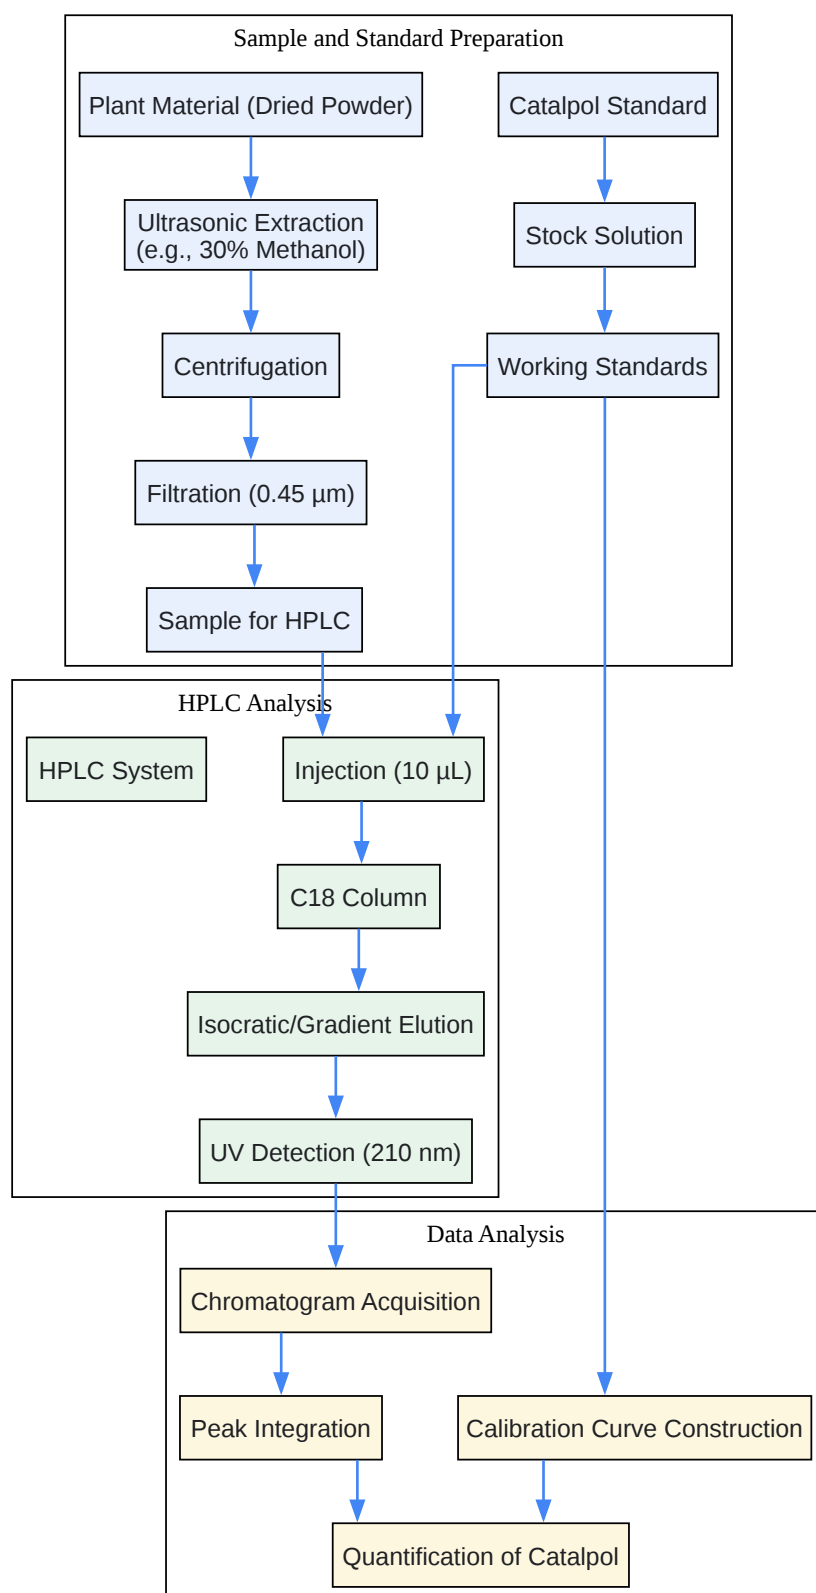 Sample and Standard Preparation
Plant Material (Dried Powder)
Catalpol Standard
Ultrasonic Extraction
(e.g., 30% Methanol)
Stock Solution
Centrifugation
Working Standards
Filtration (0.45 µm)
Sample for HPLC
HPLC Analysis
HPLC System
Injection (10 µL)
C18 Column
Isocratic/Gradient Elution
UV Detection (210 nm)
Data Analysis
Chromatogram Acquisition
Peak Integration
Calibration Curve Construction
Quantification of Catalpol